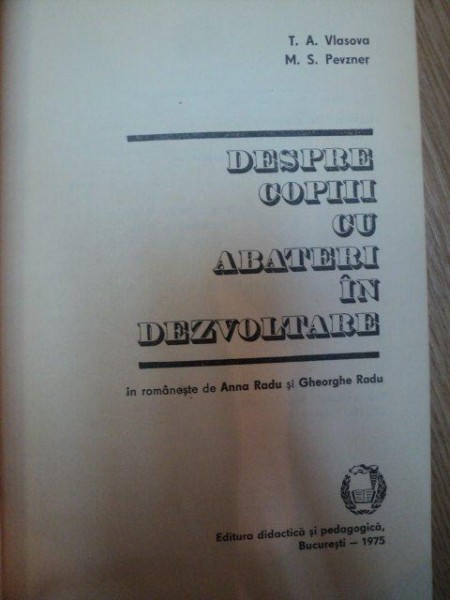 T. A. Vlasova
M. S. Pevzner
DESPRE
COPIII
CU
ABATERI
ÎN
DEZVOLTARE
în românește de Anna Radu și Gheorghe Radu
Editura didactică și pedagogică,
București – 1975